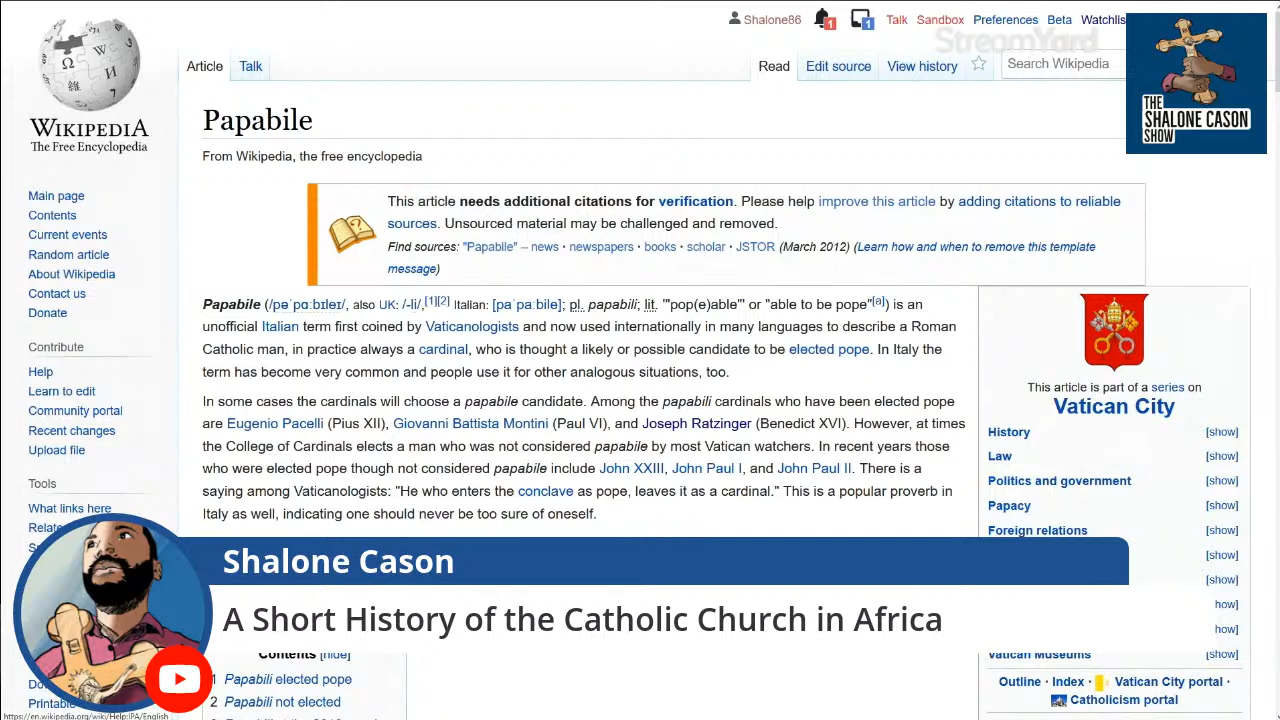 Shalone86
1
1
Talk Sandbox Preferences Beta Watchlis
StreamYard
Article Talk
Read Edit source View history
Search Wikipedia
THE
SHALONE CASON
SHOW
WIKIPEDIA
The Free Encyclopedia
Papabile
From Wikipedia, the free encyclopedia
Main page
Contents
Current events
Random article
About Wikipedia
Contact us
Donate
Contribute
Help
Learn to edit
Community portal
Recent changes
Upload file
Tools
What links here
Relate
This article needs additional citations for verification. Please help improve this article by adding citations to reliable
sources. Unsourced material may be challenged and removed.
Find sources: "Papabile" – news · newspapers · books · scholar · JSTOR (March 2012) (Learn how and when to remove this template
message)
Papabile (/pəˈpɑːbɪleɪ/, also UK: /-li/,[1][2] Italian: [paˈpaːbile]; pl. papabili; lit. '"pop(e)able"' or "able to be pope"[a]) is an
unofficial Italian term first coined by Vaticanologists and now used internationally in many languages to describe a Roman
Catholic man, in practice always a cardinal, who is thought a likely or possible candidate to be elected pope. In Italy the
term has become very common and people use it for other analogous situations, too.
In some cases the cardinals will choose a papabile candidate. Among the papabili cardinals who have been elected pope
are Eugenio Pacelli (Pius XII), Giovanni Battista Montini (Paul VI), and Joseph Ratzinger (Benedict XVI). However, at times
the College of Cardinals elects a man who was not considered papabile by most Vatican watchers. In recent years those
who were elected pope though not considered papabile include John XXIII, John Paul I, and John Paul II. There is a
saying among Vaticanologists: "He who enters the conclave as pope, leaves it as a cardinal." This is a popular proverb in
Italy as well, indicating one should never be too sure of oneself.
This article is part of a series on
Vatican City
History [show]
Law [show]
Politics and government [show]
Papacy [show]
Foreign relations [show]
[show]
[show]
how]
how]
Vatican Museums [show]
Outline · Index · Vatican City portal ·
Catholicism portal
Shalone Cason
A Short History of the Catholic Church in Africa
Contents [hide]
1 Papabili elected pope
2 Papabili not elected
Printable
https://en.wikipedia.org/wiki/Help:IPA/English